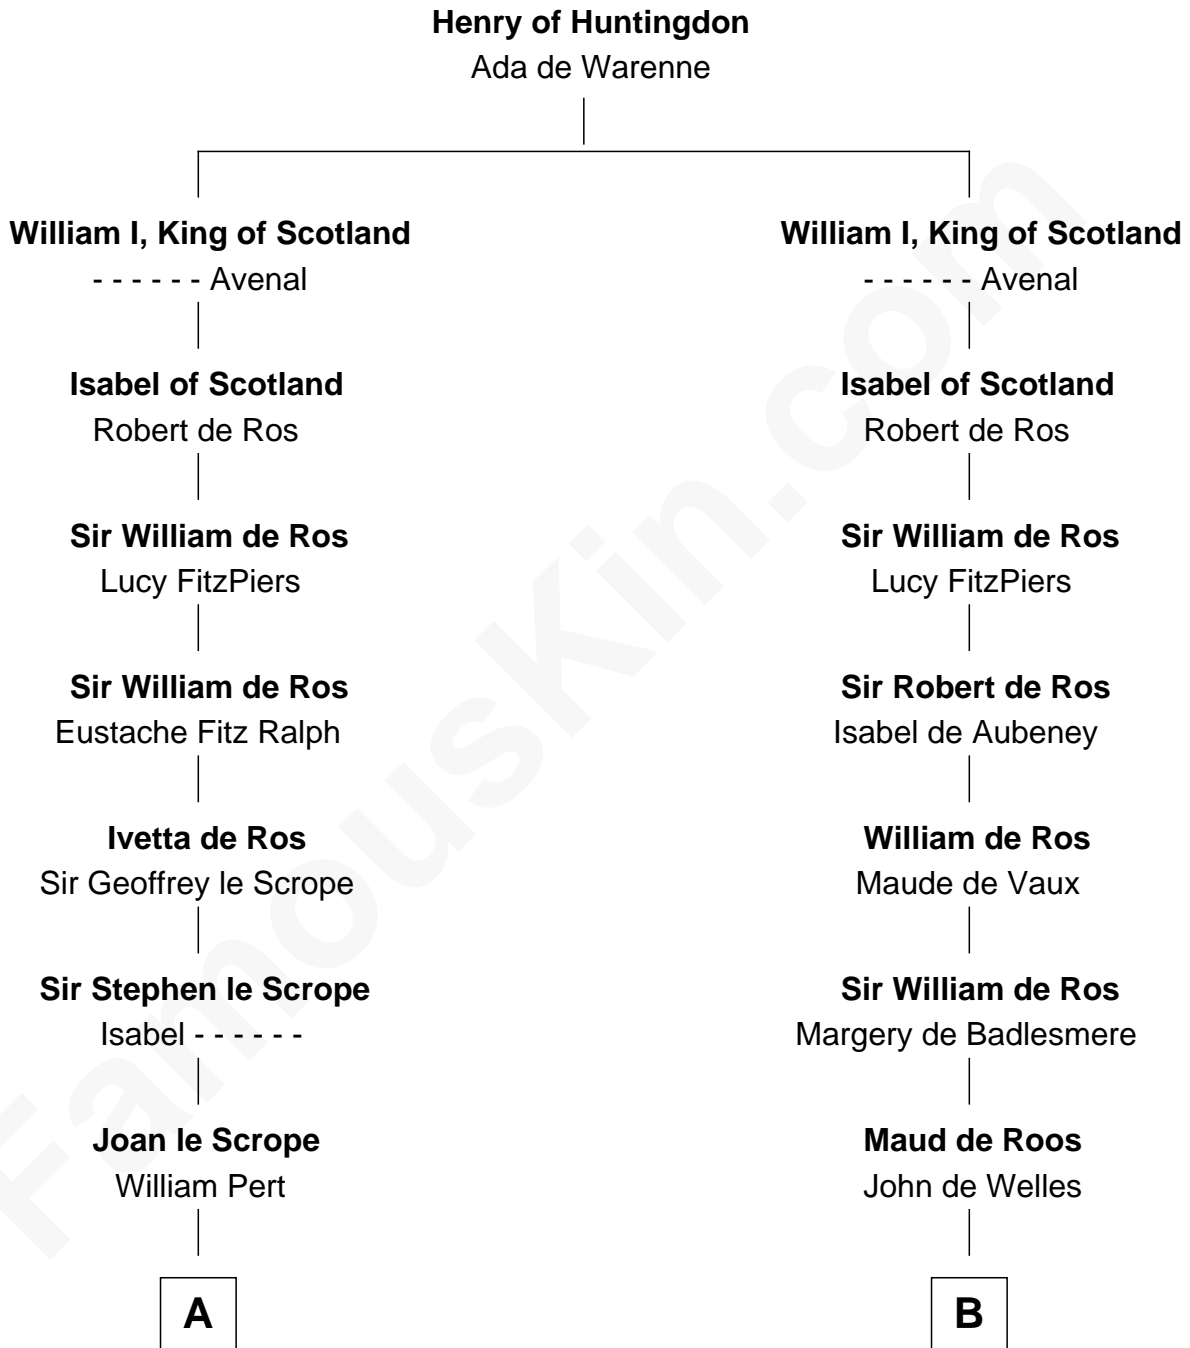 Henry of Huntingdon
Ada de Warenne
William I, King of Scotland
- - - - - - Avenal
Isabel of Scotland
Robert de Ros
Sir William de Ros
Lucy FitzPiers
Sir William de Ros
Eustache Fitz Ralph
Ivetta de Ros
Sir Geoffrey le Scrope
Sir Stephen le Scrope
Isabel - - - - - -
Joan le Scrope
William Pert
A
William I, King of Scotland
- - - - - - Avenal
Isabel of Scotland
Robert de Ros
Sir William de Ros
Lucy FitzPiers
Sir Robert de Ros
Isabel de Aubeney
William de Ros
Maude de Vaux
Sir William de Ros
Margery de Badlesmere
Maud de Roos
John de Welles
B
FamousKin.com